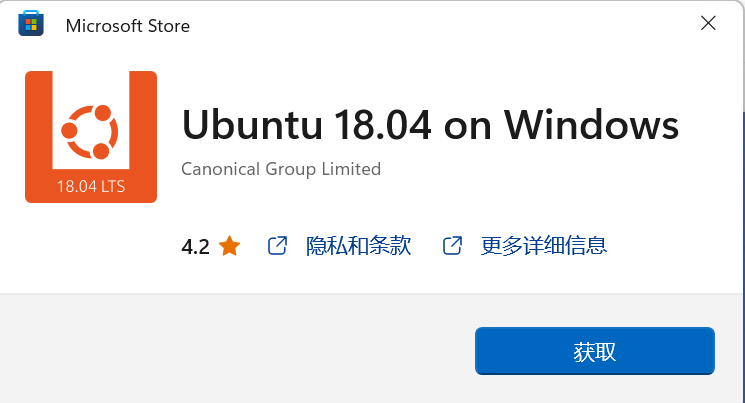 Microsoft Store
Ubuntu 18.04 on Windows
Canonical Group Limited
18.04 LTS
4.2 隐私和条款 更多详细信息
获取